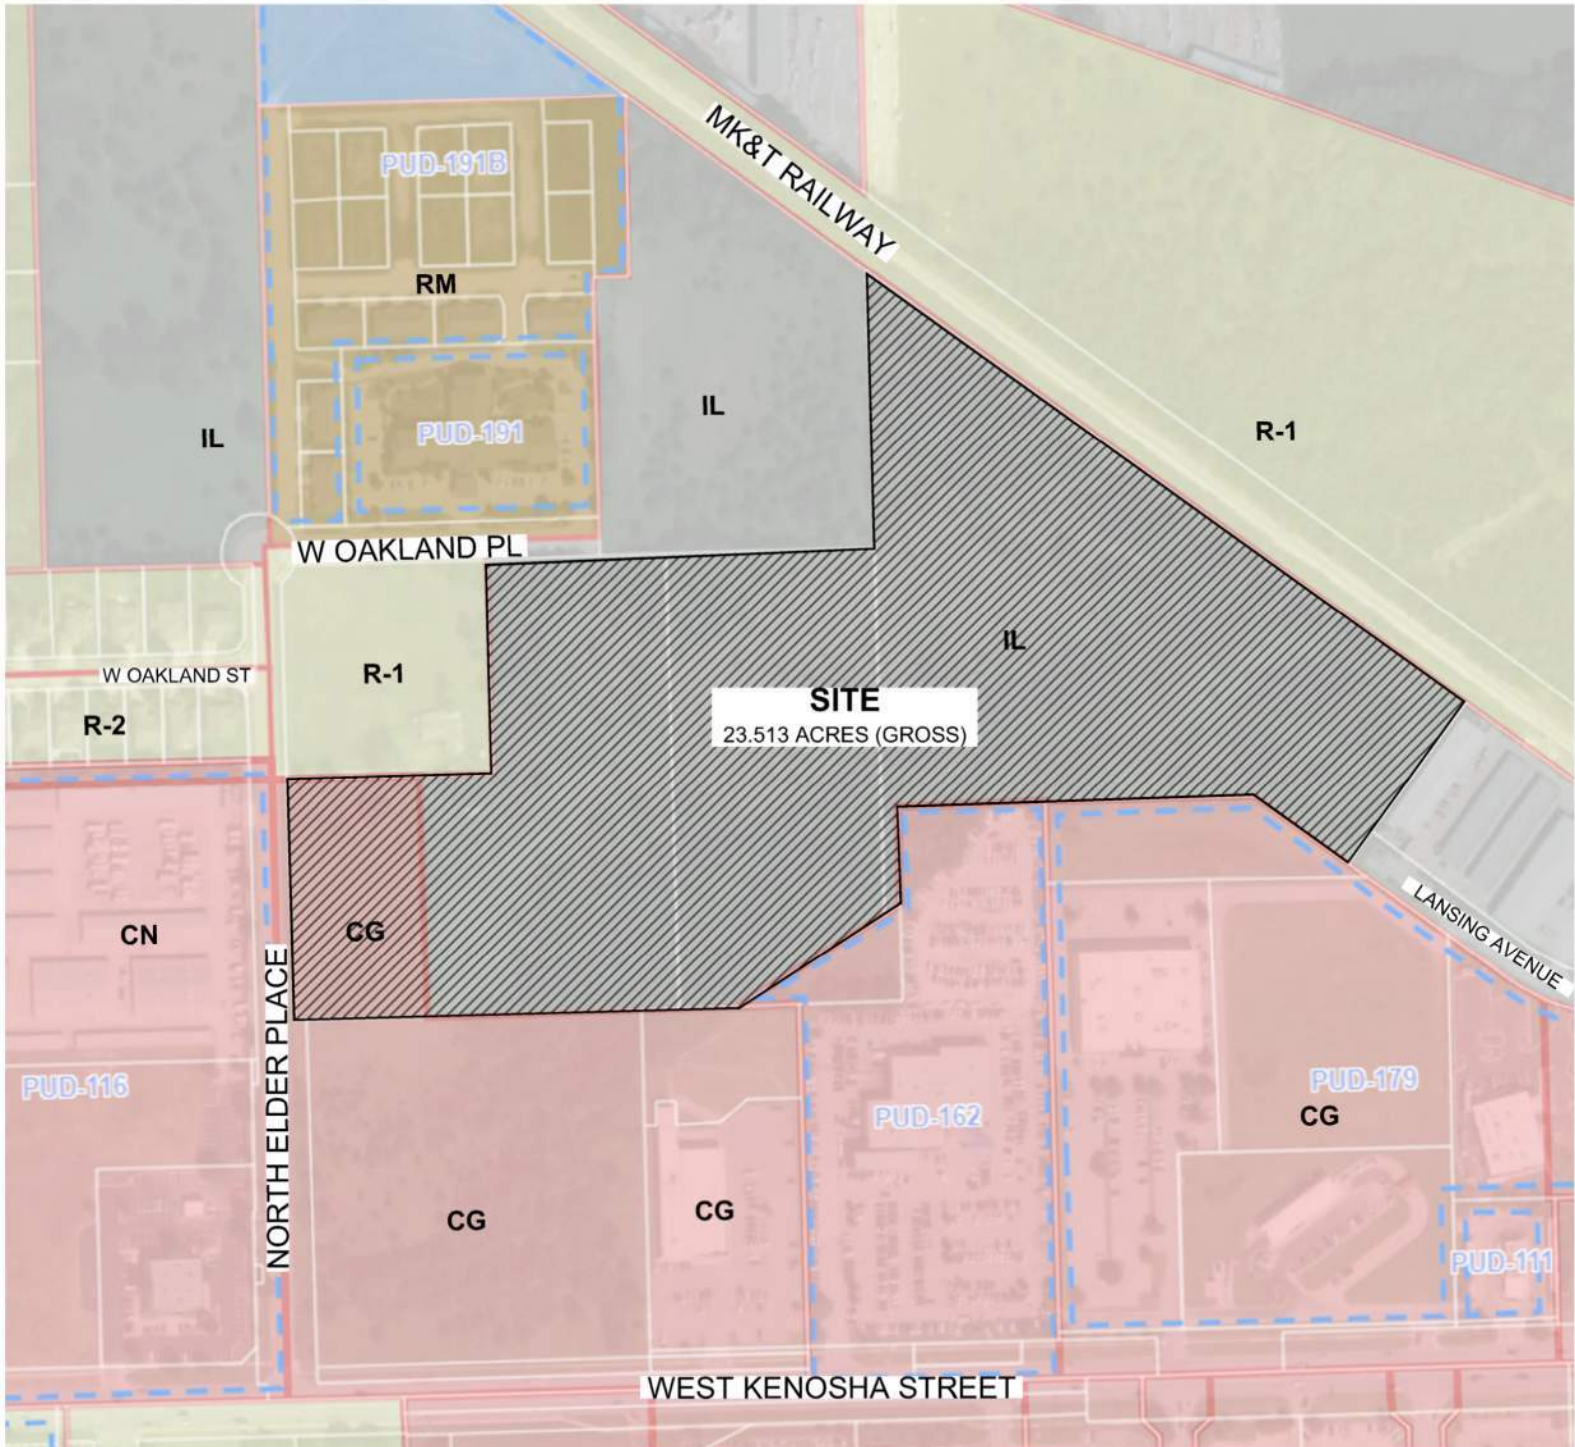 MK&T RAILWAY
PUD-191B
RM
IL
R-1
PUD-191
IL
W OAKLAND PL
IL
W OAKLAND ST
R-1
SITE
23.513 ACRES (GROSS)
R-2
CN
CG
LANSING AVENUE
NORTH ELDER PLACE
PUD-116
PUD-179
CG
PUD-162
CG
CG
PUD-111
WEST KENOSHA STREET